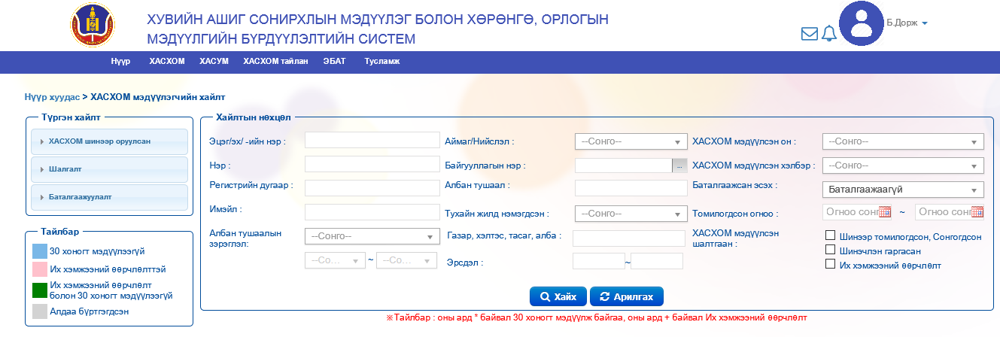 ХУВИЙН АШИГ СОНИРХЛЫН МЭДҮҮЛЭГ БОЛОН ХӨРӨНГӨ, ОРЛОГЫН
МЭДҮҮЛГИЙН БҮРДҮҮЛЭЛТИЙН СИСТЕМ
Б.Дорж
Нүүр ХАСХОМ ХАСУМ ХАСХОМ тайлан ЭБАТ Тусламж
Нүүр хуудас > ХАСХОМ мэдүүлэгчийн хайлт
Түргэн хайлт
ХАСХОМ шинээр оруулсан
Шалгалт
Баталгаажуулалт
Тайлбар
30 хоногт мэдүүлээгүй
Их хэмжээний өөрчлөлттэй
Их хэмжээний өөрчлөлт
болон 30 хоногт мэдүүлээгүй
Алдаа бүртгэгдсэн
Хайлтын нөхцөл
Эцэг/эх/ -ийн нэр : Аймаг/Нийслэл : --Сонго-- ХАСХОМ мэдүүлсэн он : --Сонго--
Нэр : Байгууллагын нэр : ... ХАСХОМ мэдүүлсэн хэлбэр : --Сонго--
Регистрийн дугаар : Албан тушаал : Баталгаажсан эсэх : Баталгаажаагүй
Имэйл : Тухайн жилд нэмэгдсэн : --Сонго-- Томилогдсон огноо : Огноо сонг ~ Огноо сонг
Албан тушаалын
зэрэглэл: --Сонго-- Газар, хэлтэс, тасаг, алба : ХАСХОМ мэдүүлсэн
шалтгаан : Шинээр томилогдсон, Сонгогдсон
Шинэчлэн гаргасан
--Со... ~ --Со... Эрсдэл : ~ Их хэмжээний өөрчлөлт
Хайх Арилгах
※Тайлбар : оны ард * байвал 30 хоногт мэдүүлж байгаа, оны ард + байвал Их хэмжээний өөрчлөлт